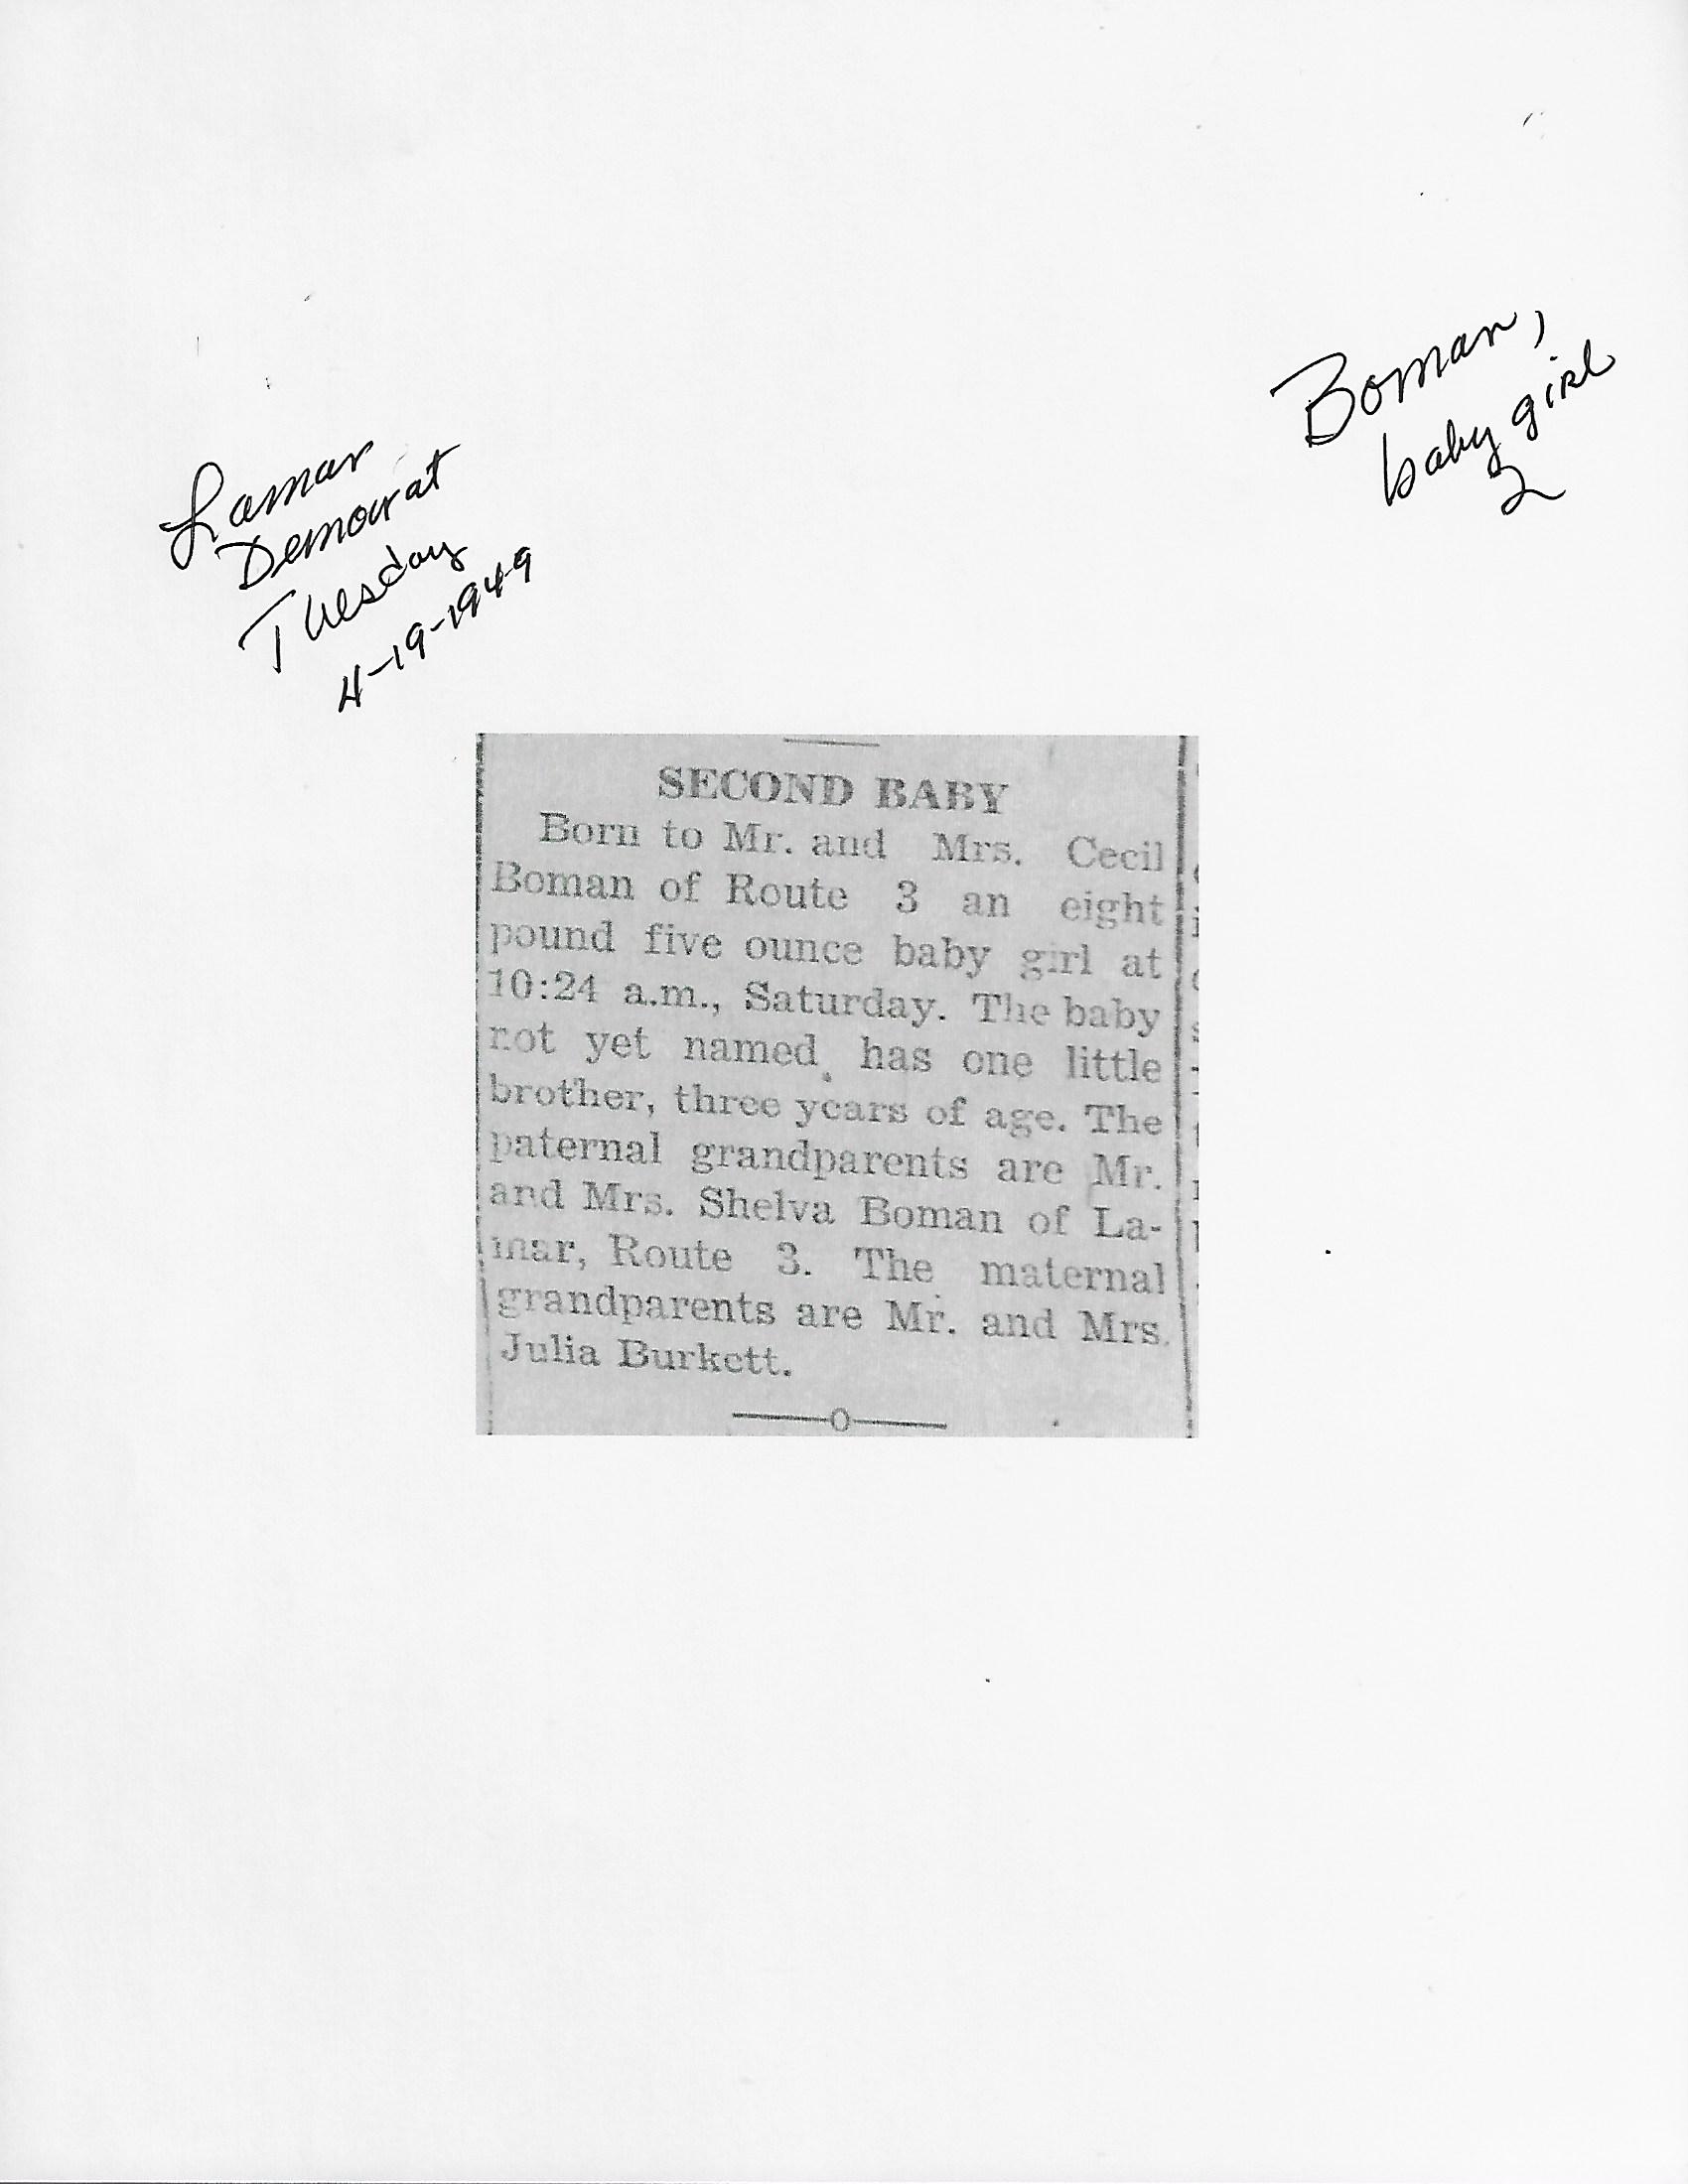 Boman,
baby girl
2
Lamar
Democrat
Tuesday
4-19-1949
SECOND BABY
Born to Mr. and Mrs. Cecil
Boman of Route 3 an eight
pound five ounce baby girl at
10:24 a.m., Saturday. The baby
not yet named, has one little
brother, three years of age. The
paternal grandparents are Mr.
and Mrs. Shelva Boman of La-
mar, Route 3. The maternal
grandparents are Mr. and Mrs.
Julia Burkett.